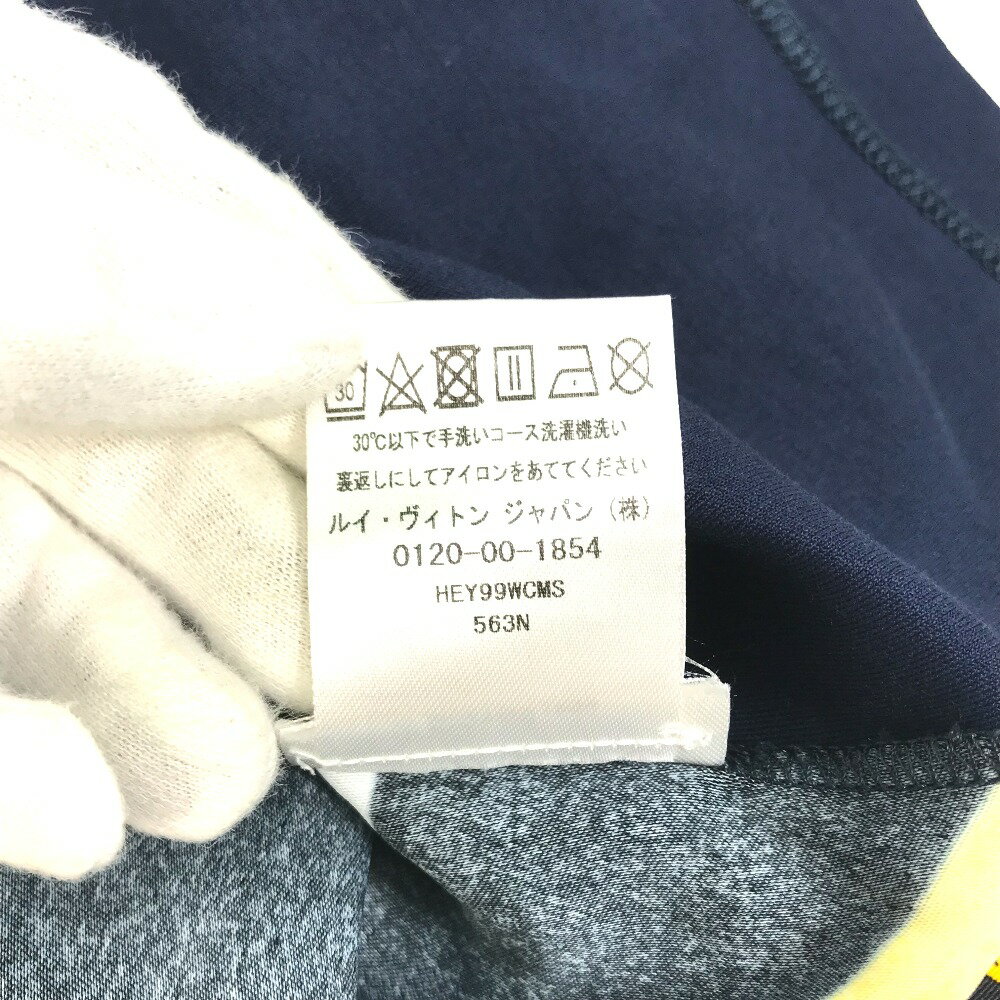 30
30℃以下で手洗いコース洗濯機洗い
裏返しにしてアイロンをあててください
ルイ・ヴィトン ジャパン (株)
0120-00-1854
HEY99WCMS
563N